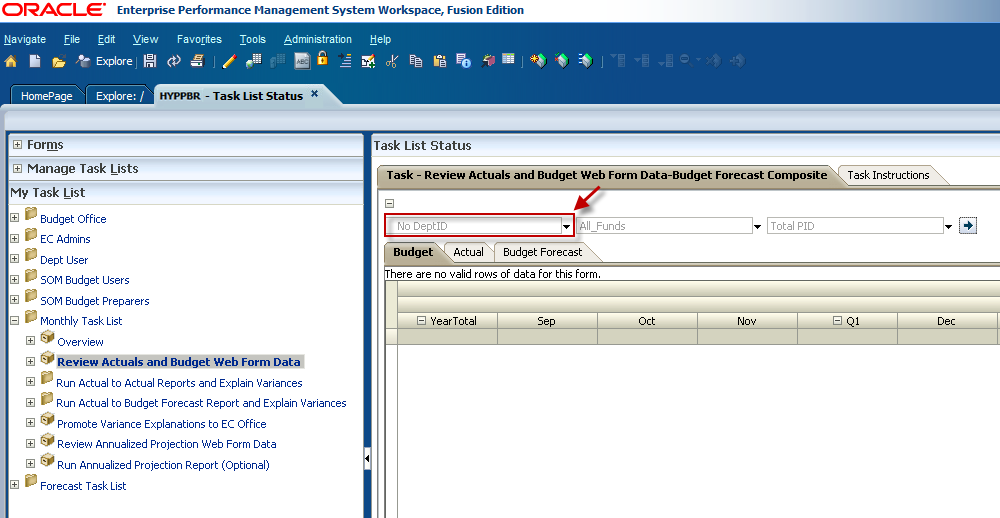 ORACLE® Enterprise Performance Management System Workspace, Fusion Edition
Navigate File Edit View Favorites Tools Administration Help
Explore ABC
HomePage Explore: / HYPPBR - Task List Status
Forms
Manage Task Lists
My Task List
Budget Office
EC Admins
Dept User
SOM Budget Users
SOM Budget Preparers
Monthly Task List
Overview
Review Actuals and Budget Web Form Data
Run Actual to Actual Reports and Explain Variances
Run Actual to Budget Forecast Report and Explain Variances
Promote Variance Explanations to EC Office
Review Annualized Projection Web Form Data
Run Annualized Projection Report (Optional)
Forecast Task List
Task List Status
Task - Review Actuals and Budget Web Form Data-Budget Forecast Composite Task Instructions
No DeptID All_Funds Total PID
Budget Actual Budget Forecast
There are no valid rows of data for this form.
YearTotal Sep Oct Nov Q1 Dec